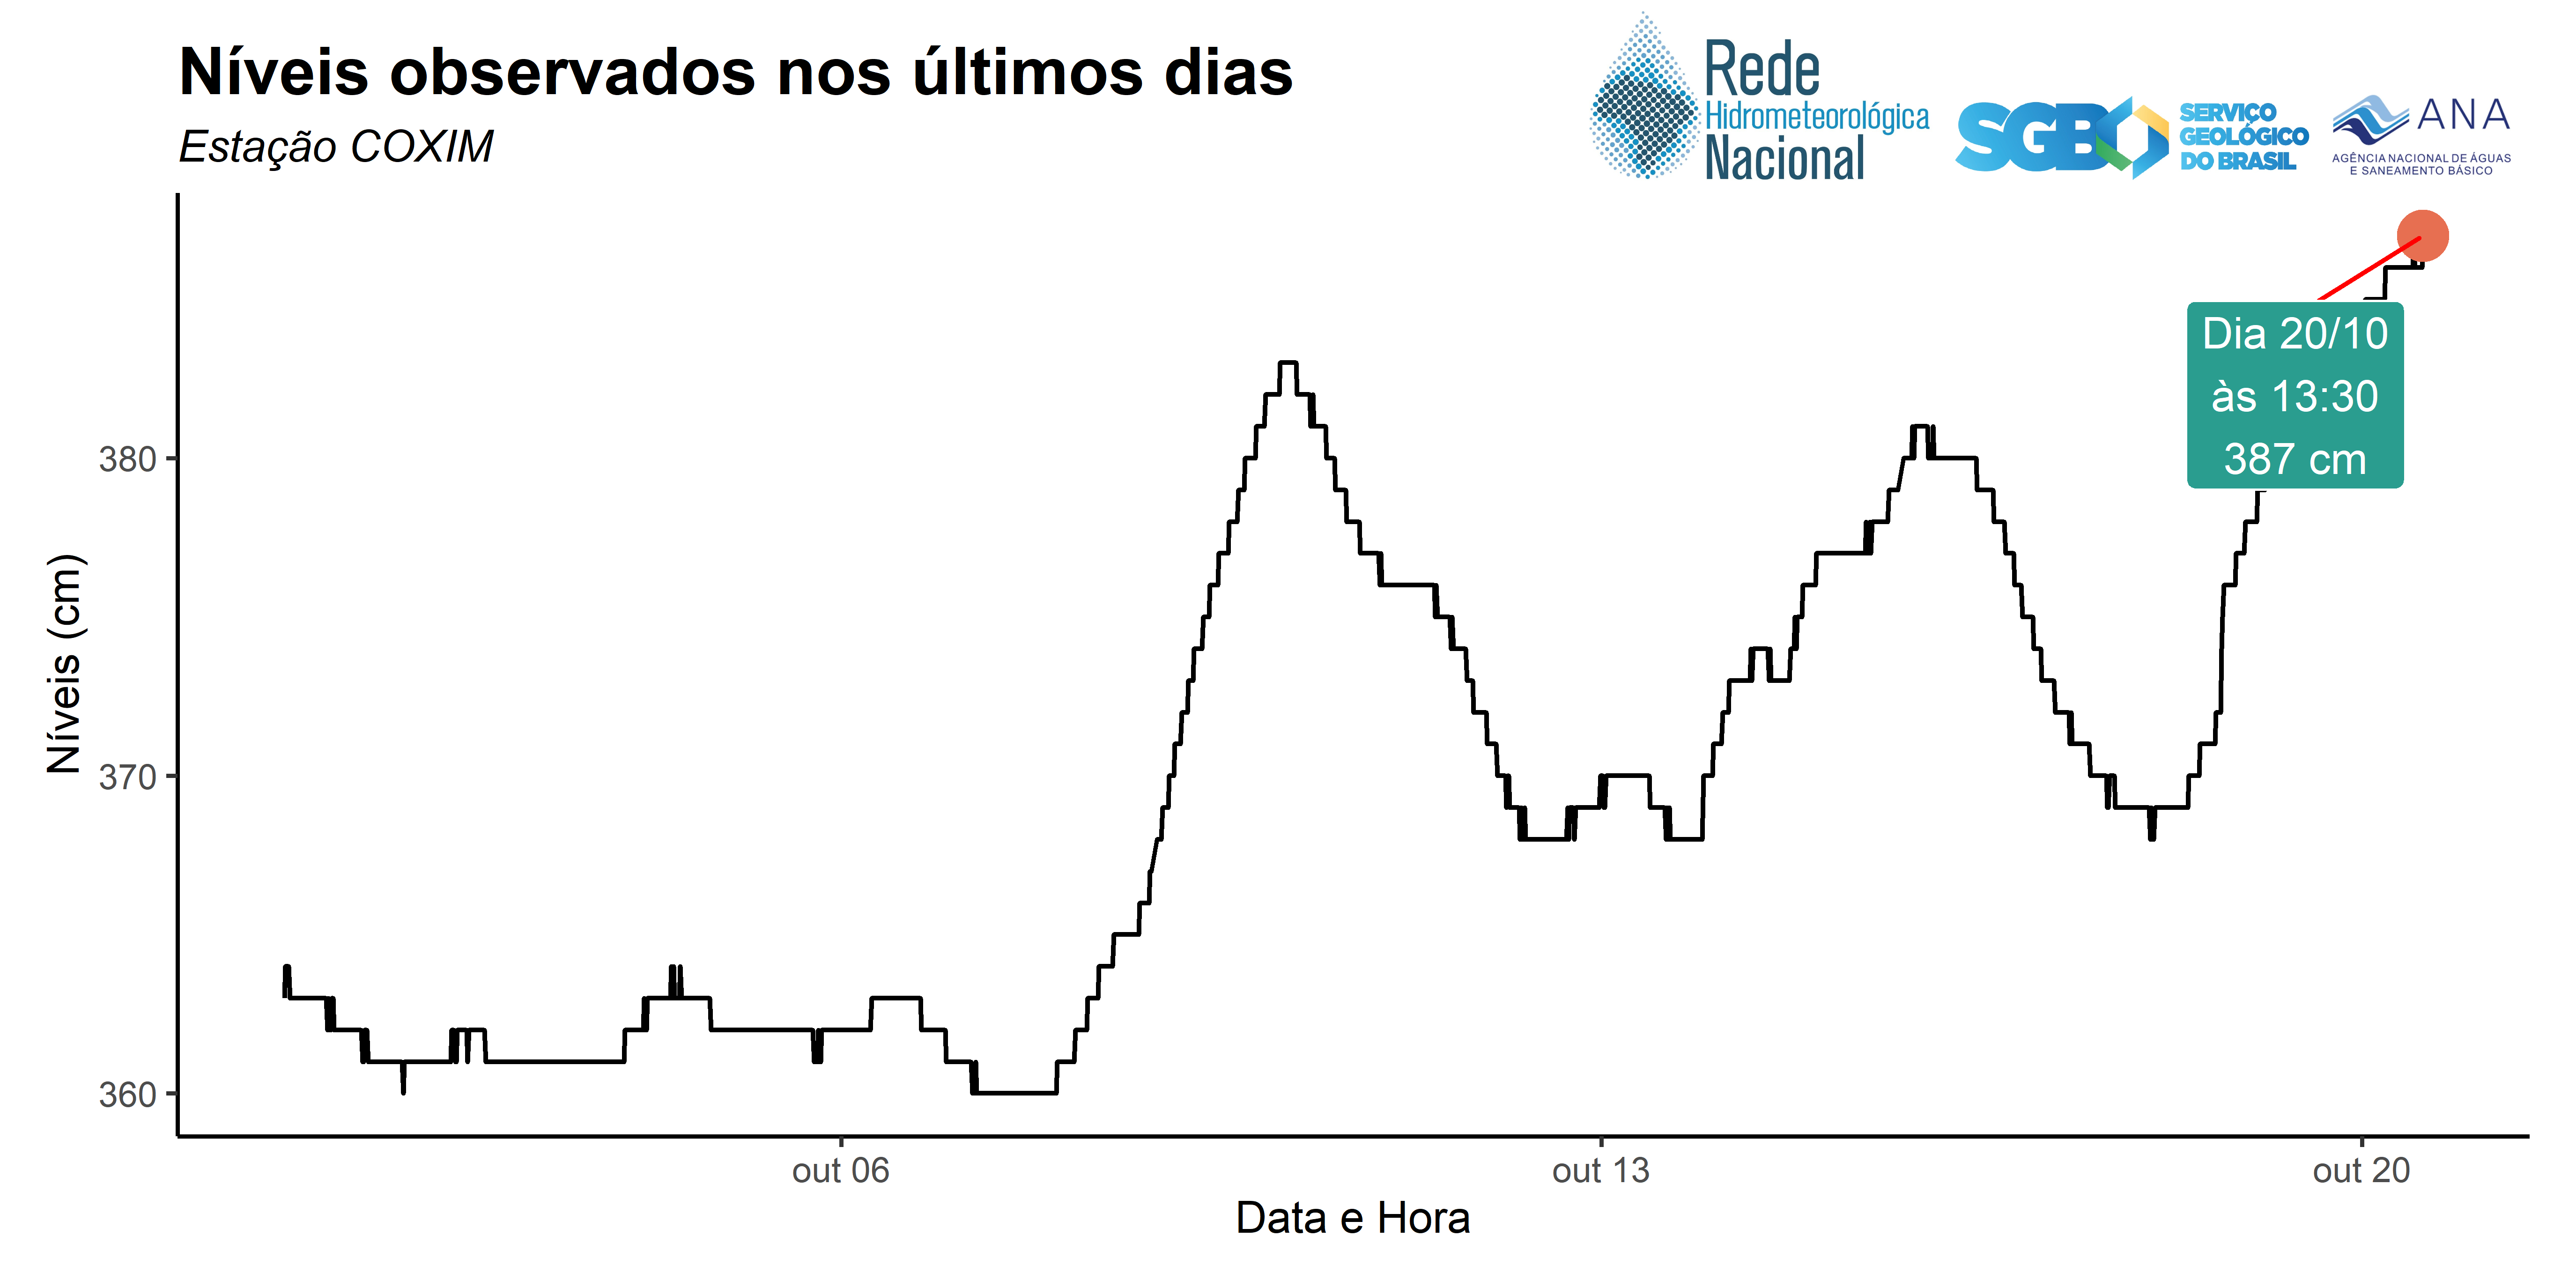 Níveis observados nos últimos dias
Estação COXIM
Rede
Hidrometeorológica
Nacional
SGB
SERVIÇO
GEOLÓGICO
DO BRASIL
ANA
AGÊNCIA NACIONAL DE ÁGUAS
E SANEAMENTO BÁSICO
Dia 20/10
às 13:30
387 cm
Níveis (cm)
380
370
360
out 06
out 13
out 20
Data e Hora